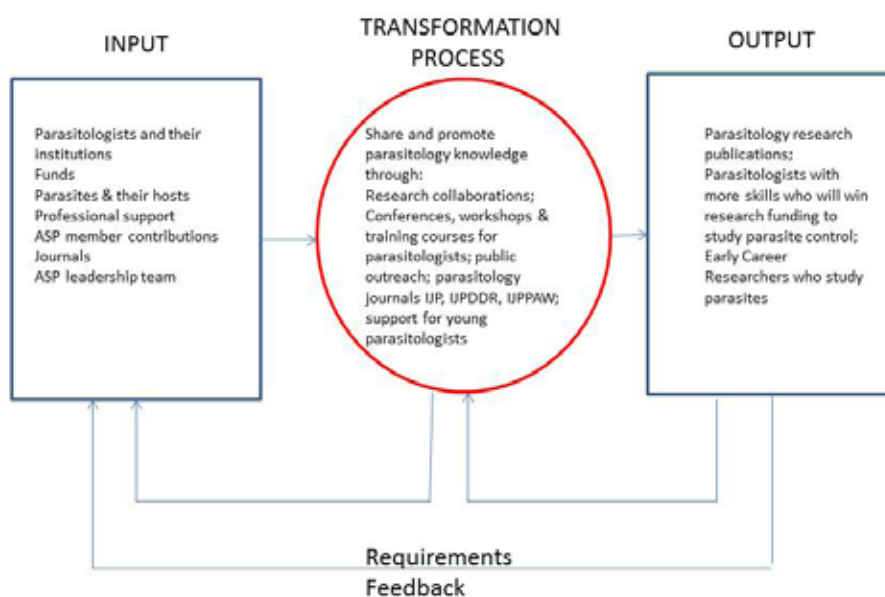 INPUT
Parasitologists and their
institutions
Funds
Parasites & their hosts
Professional support
ASP member contributions
Journals
ASP leadership team
TRANSFORMATION
PROCESS
Share and promote
parasitology knowledge
through:
Research collaborations;
Conferences, workshops &
training courses for
parasitologists; public
outreach; parasitology
journals IJP, IJPDDR, IJPPAW;
support for young
parasitologists
OUTPUT
Parasitology research
publications;
Parasitologists with
more skills who will win
research funding to
study parasite control;
Early Career
Researchers who study
parasites
Requirements
Feedback